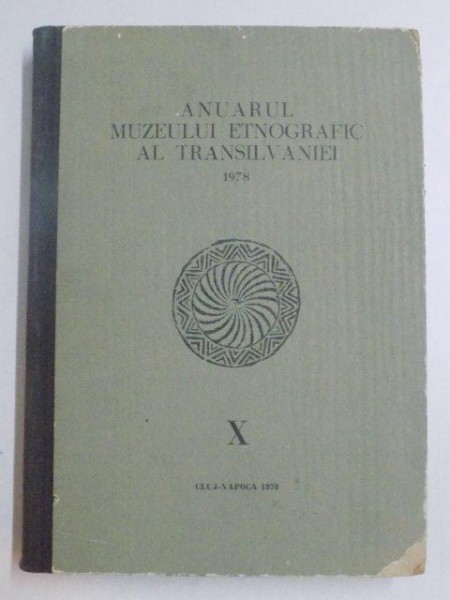 ANUARUL
MUZEULUI ETNOGRAFIC
AL TRANSILVANIEI
1978
X
CLUJ-NAPOCA 1978